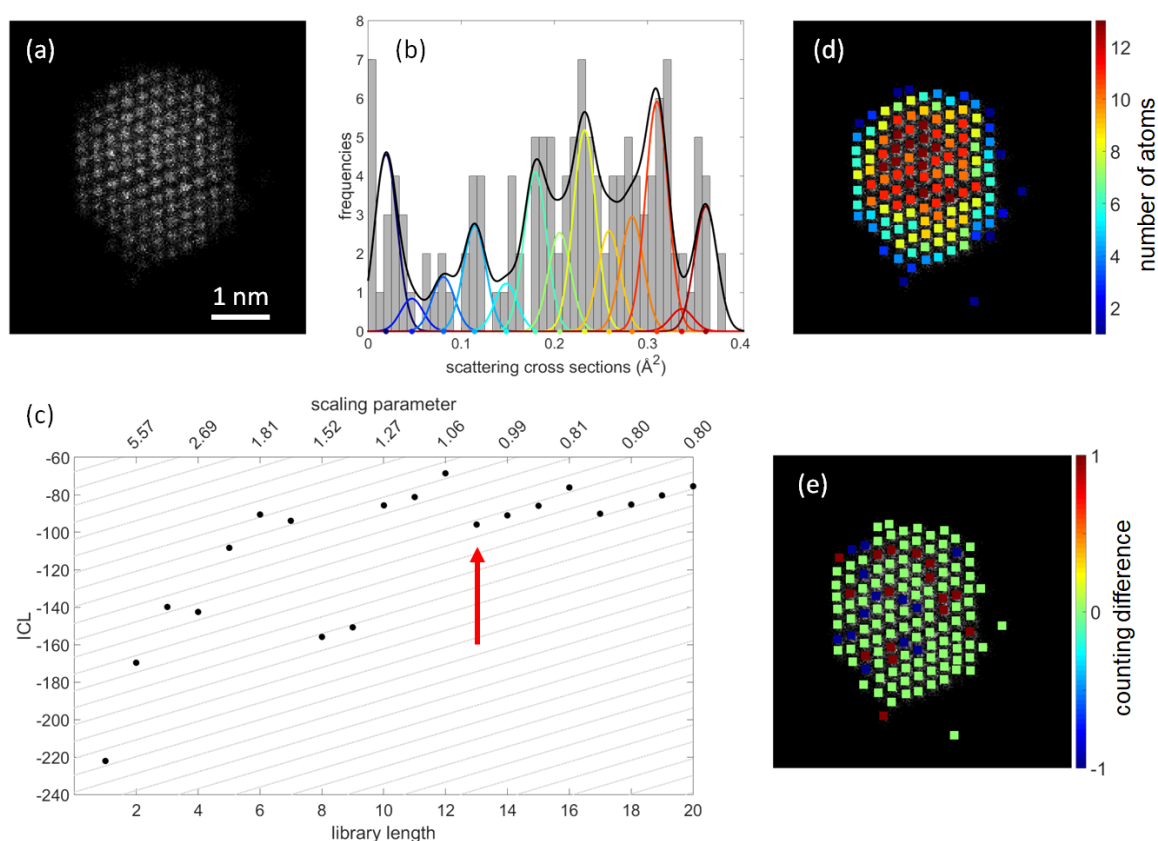 (a)
1 nm
(b)
8
7
6
5
4
3
2
1
0
frequencies
0 0.1 0.2 0.3 0.4
scattering cross sections (Å²)
(d)
12
10
8
6
4
2
number of atoms
(c)
scaling parameter
5.57 2.69 1.81 1.52 1.27 1.06 0.99 0.81 0.80 0.80
-60
-80
-100
-120
-140
-160
-180
-200
-220
-240
ICL
0 2 4 6 8 10 12 14 16 18 20
library length
(e)
1
0
-1
counting difference